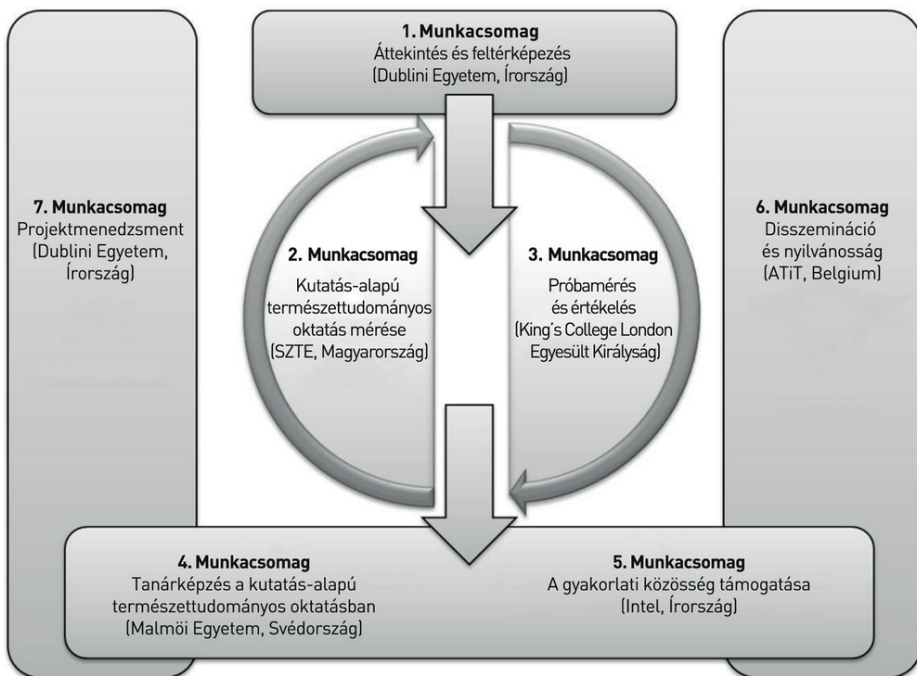 1. Munkacsomag
Áttekintés és feltérképezés
(Dublini Egyetem, Írország)
7. Munkacsomag
Projektmenedzsment
(Dublini Egyetem,
Írország)
2. Munkacsomag
Kutatás-alapú
természettudományos
oktatás mérése
(SZTE, Magyarország)
3. Munkacsomag
Próbamérés
és értékelés
(King's College London
Egyesült Királyság)
6. Munkacsomag
Disszemináció
és nyilvánosság
(ATiT, Belgium)
4. Munkacsomag
Tanárképzés a kutatás-alapú
természettudományos oktatásban
(Malmöi Egyetem, Svédország)
5. Munkacsomag
A gyakorlati közösség támogatása
(Intel, Írország)